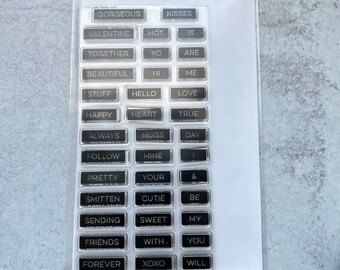 GORGEOUS KISSES
VALENTINE HOT IS
TOGETHER XO ARE
BEAUTIFUL HI ME
STUFF HELLO LOVE
HAPPY HEART TRUE
ALWAYS HUGS DAY
FOLLOW MINE I
PRETTY YOUR &
SMITTEN CUTIE BE
SENDING SWEET MY
FRIENDS WITH YOU
FOREVER XOXO WILL